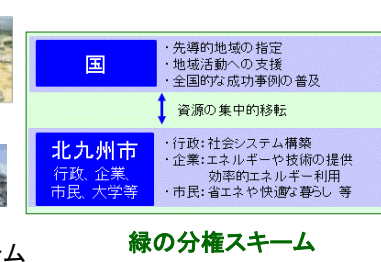 国
・先導的地域の指定
・地域活動への支援
・全国的な成功事例の普及
資源の集中的移転
北九州市
行政、企業、
市民、大学等
・行政：社会システム構築
・企業：エネルギーや技術の提供
効率的エネルギー利用
・市民：省エネや快適な暮らし 等
緑の分権スキーム